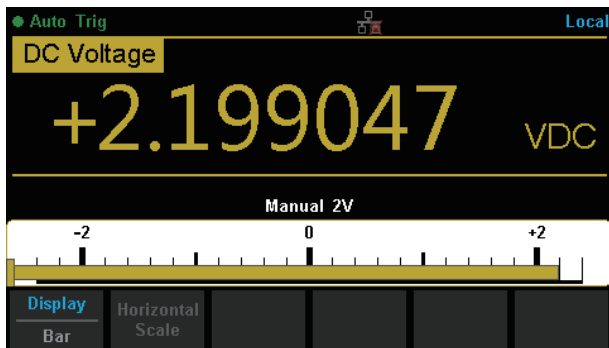 Auto Trig
Local
DC Voltage
+2.199047 VDC
Manual 2V
-2 0 +2
Display
Bar
Horizontal
Scale